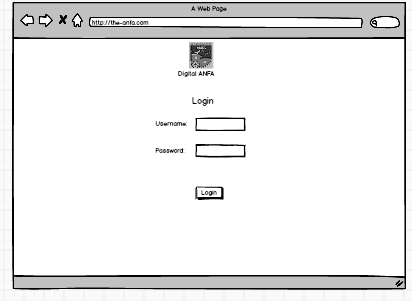 A Web Page
http://the-anfa.com
Digital ANFA
Login
Username:
Password:
Login